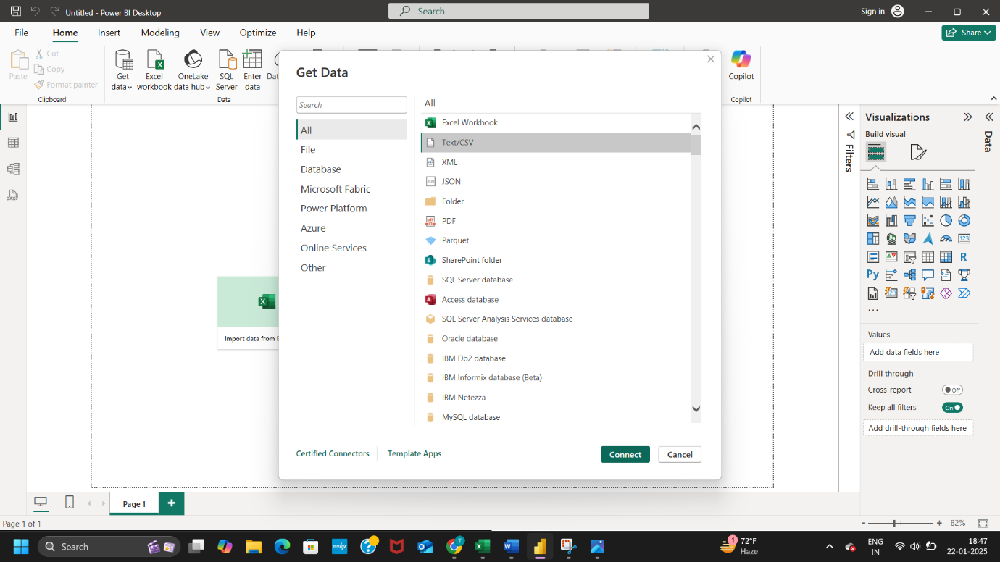 Untitled - Power BI Desktop
Search
Sign in
File Home Insert Modeling View Optimize Help
Share
Paste
Cut
Copy
Format painter
Clipboard
Get data
Excel workbook
OneLake data hub
SQL Server
Enter data
Data
Copilot
Copilot
Get Data
Search
All
File
Database
Microsoft Fabric
Power Platform
Azure
Online Services
Other
All
Excel Workbook
Text/CSV
XML
JSON
Folder
PDF
Parquet
SharePoint folder
SQL Server database
Access database
SQL Server Analysis Services database
Oracle database
IBM Db2 database
IBM Informix database (Beta)
IBM Netezza
MySQL database
Certified Connectors
Template Apps
Connect
Cancel
Import data from
Filters
Visualizations
Build visual
Data
123
R
Py
Values
Add data fields here
Drill through
Cross-report
Off
Keep all filters
On
Add drill-through fields here
Page 1
Page 1 of 1
- + 82%
Search
1
72°F
Haze
ENG
IN
18:47
22-01-2025